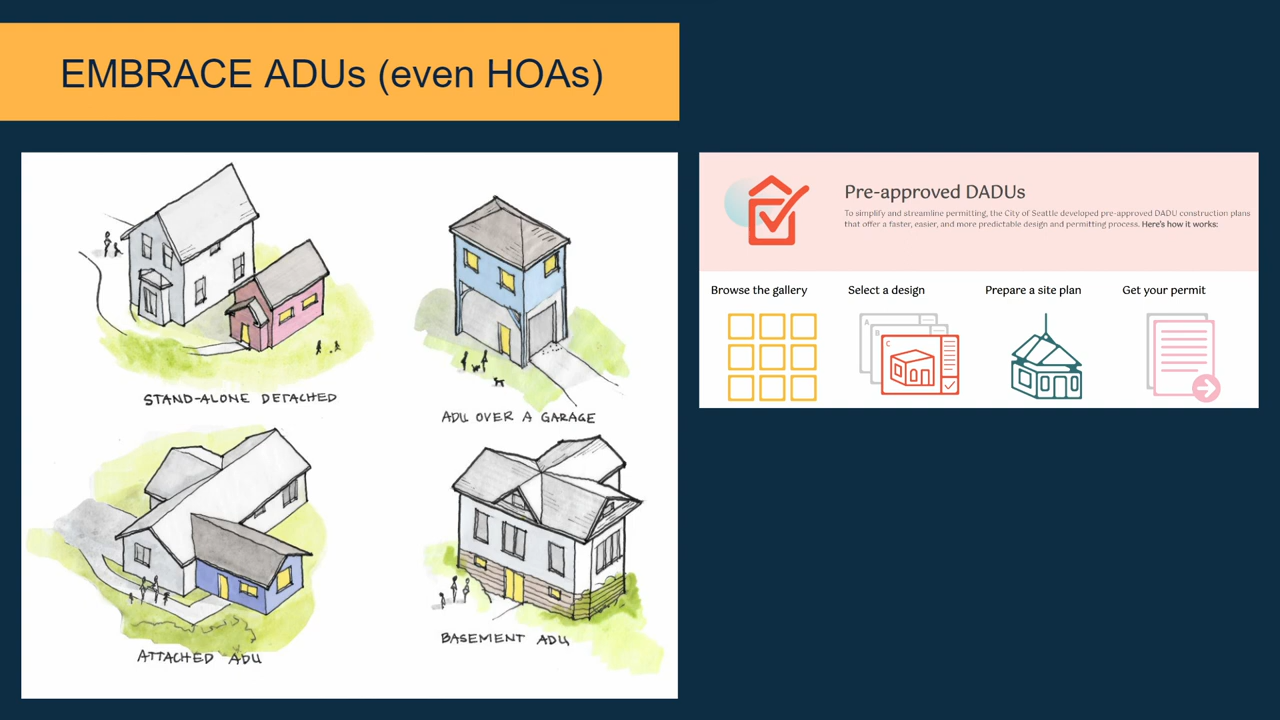 EMBRACE ADUs (even HOAs)
STAND-ALONE DETACHED
ADU OVER A GARAGE
ATTACHED ADU
BASEMENT ADU
Pre-approved DADUs
To simplify and streamline permitting, the City of Seattle developed pre-approved DADU construction plans
that offer a faster, easier, and more predictable design and permitting process. Here's how it works:
Browse the gallery
Select a design
Prepare a site plan
Get your permit
A
B
C